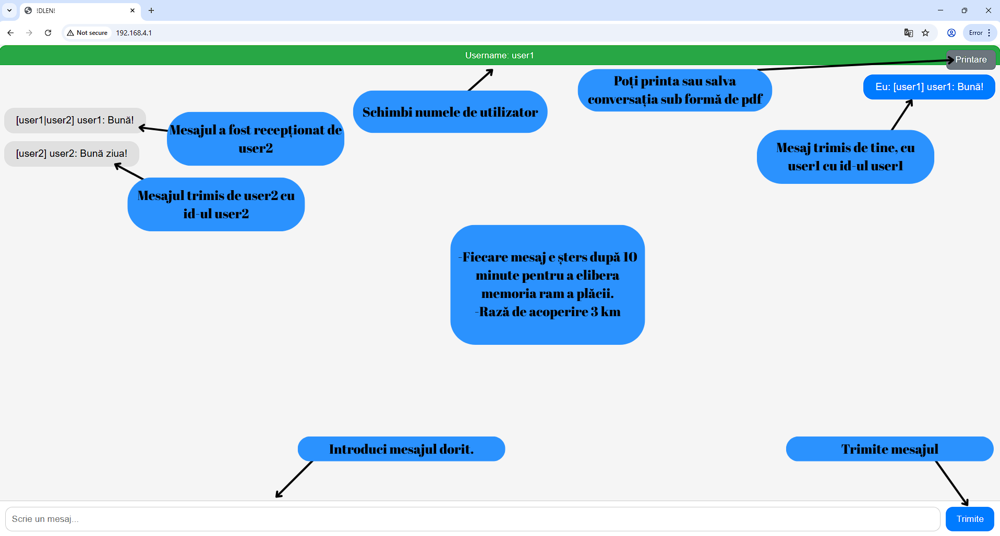 !DLEN!
Not secure
192.168.4.1
Error
Username: user1
Printare
Poți printa sau salva
conversația sub formă de pdf
Eu: [user1] user1: Bună!
Schimbi numele de utilizator
[user1|user2] user1: Bună!
Mesajul a fost recepționat de
user2
[user2] user2: Bună ziua!
Mesaj trimis de tine, cu
user1 cu id-ul user1
Mesajul trimis de user2 cu
id-ul user2
-Fiecare mesaj e șters după 10
minute pentru a elibera
memoria ram a plăcii.
-Rază de acoperire 3 km
Introduci mesajul dorit.
Trimite mesajul
Scrie un mesaj...
Trimite